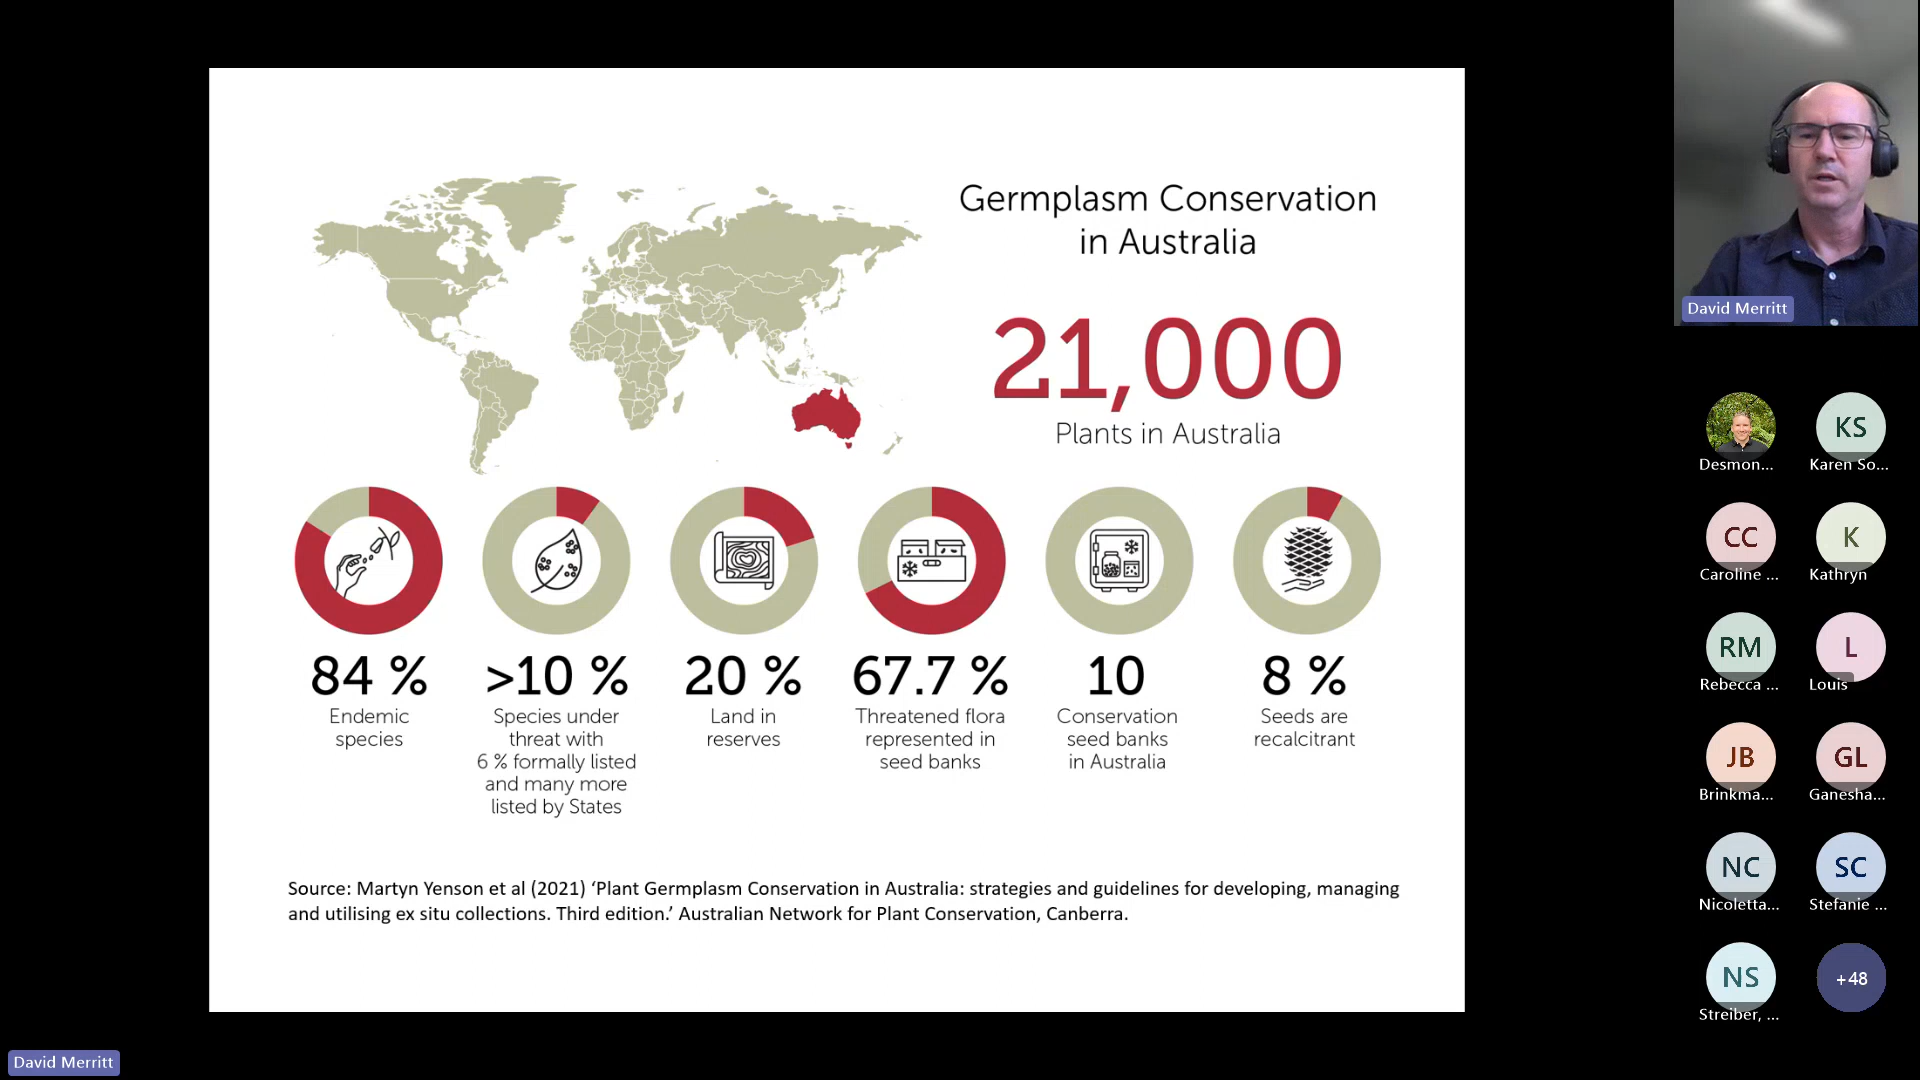 Germplasm Conservation
in Australia
21,000
Plants in Australia
84 %
Endemic
species
>10 %
Species under
threat with
6 % formally listed
and many more
listed by States
20 %
Land in
reserves
67.7 %
Threatened flora
represented in
seed banks
10
Conservation
seed banks
in Australia
8 %
Seeds are
recalcitrant
Source: Martyn Yenson et al (2021) ‘Plant Germplasm Conservation in Australia: strategies and guidelines for developing, managing
and utilising ex situ collections. Third edition.’ Australian Network for Plant Conservation, Canberra.
David Merritt
Desmon...
KS
Karen So...
CC
Caroline ...
K
Kathryn
RM
Rebecca ...
L
Louis
JB
Brinkma...
GL
Ganesha...
NC
Nicoletta...
SC
Stefanie ...
NS
Streiber, ...
+48
David Merritt